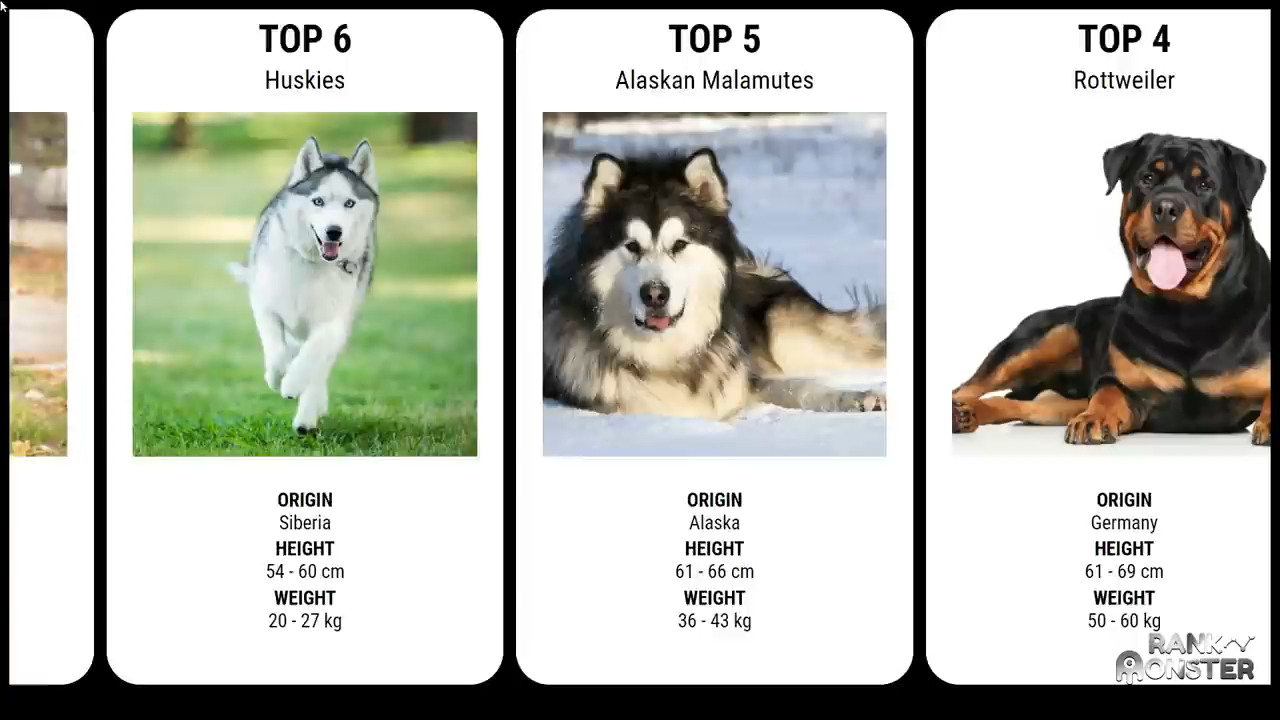 TOP 6
Huskies
ORIGIN
Siberia
HEIGHT
54 - 60 cm
WEIGHT
20 - 27 kg
TOP 5
Alaskan Malamutes
ORIGIN
Alaska
HEIGHT
61 - 66 cm
WEIGHT
36 - 43 kg
TOP 4
Rottweiler
ORIGIN
Germany
HEIGHT
61 - 69 cm
WEIGHT
50 - 60 kg
RANK
MONSTER